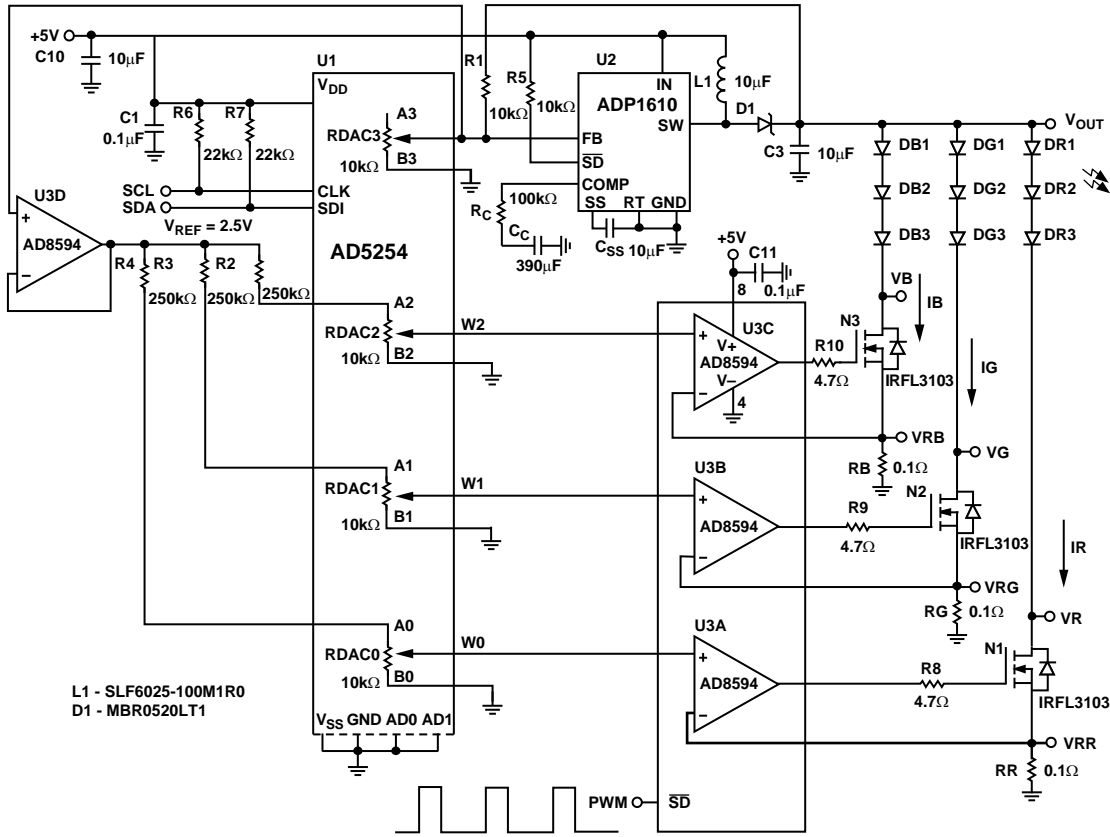 +5V
C10
10μF
C1
0.1μF
R6
R7
22kΩ
22kΩ
SCL
SDA
VREF = 2.5V
U1
VDD
A3
RDAC3
10kΩ
B3
CLK
SDI
AD5254
R1
10kΩ
R5
10kΩ
U2
IN
ADP1610
FB
SW
SD
COMP
SS
RT
GND
100kΩ
RC
CC
390μF
CSS
10μF
L1
10μF
D1
C3
10μF
VOUT
DB1
DG1
DR1
DB2
DG2
DR2
DB3
DG3
DR3
U3D
+
AD8594
–
R4
R3
R2
250kΩ
250kΩ
250kΩ
A2
RDAC2
10kΩ
B2
W2
+5V
C11
8
0.1μF
U3C
+
V+
AD8594
V–
–
4
R10
4.7Ω
N3
IRFL3103
VB
IB
IG
VRB
RB
0.1Ω
VG
A1
RDAC1
10kΩ
B1
W1
U3B
+
AD8594
–
R9
4.7Ω
N2
IRFL3103
IR
VRG
RG
0.1Ω
VR
A0
RDAC0
10kΩ
B0
W0
U3A
+
AD8594
–
R8
4.7Ω
N1
IRFL3103
VRR
RR
0.1Ω
L1 - SLF6025-100M1R0
D1 - MBR0520LT1
VSS GND AD0 AD1
PWM
SD